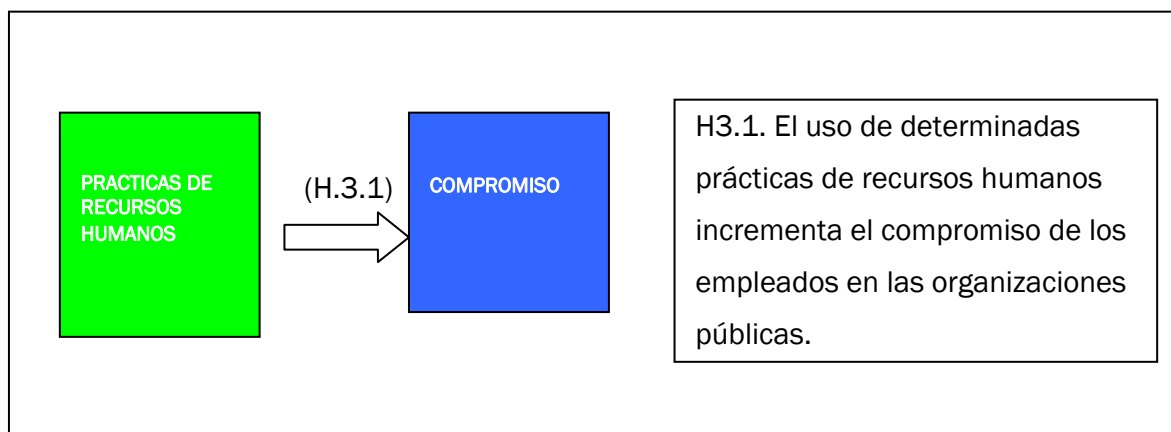 PRACTICAS DE
RECURSOS
HUMANOS
(H.3.1)
COMPROMISO
H3.1. El uso de determinadas
prácticas de recursos humanos
incrementa el compromiso de los
empleados en las organizaciones
públicas.